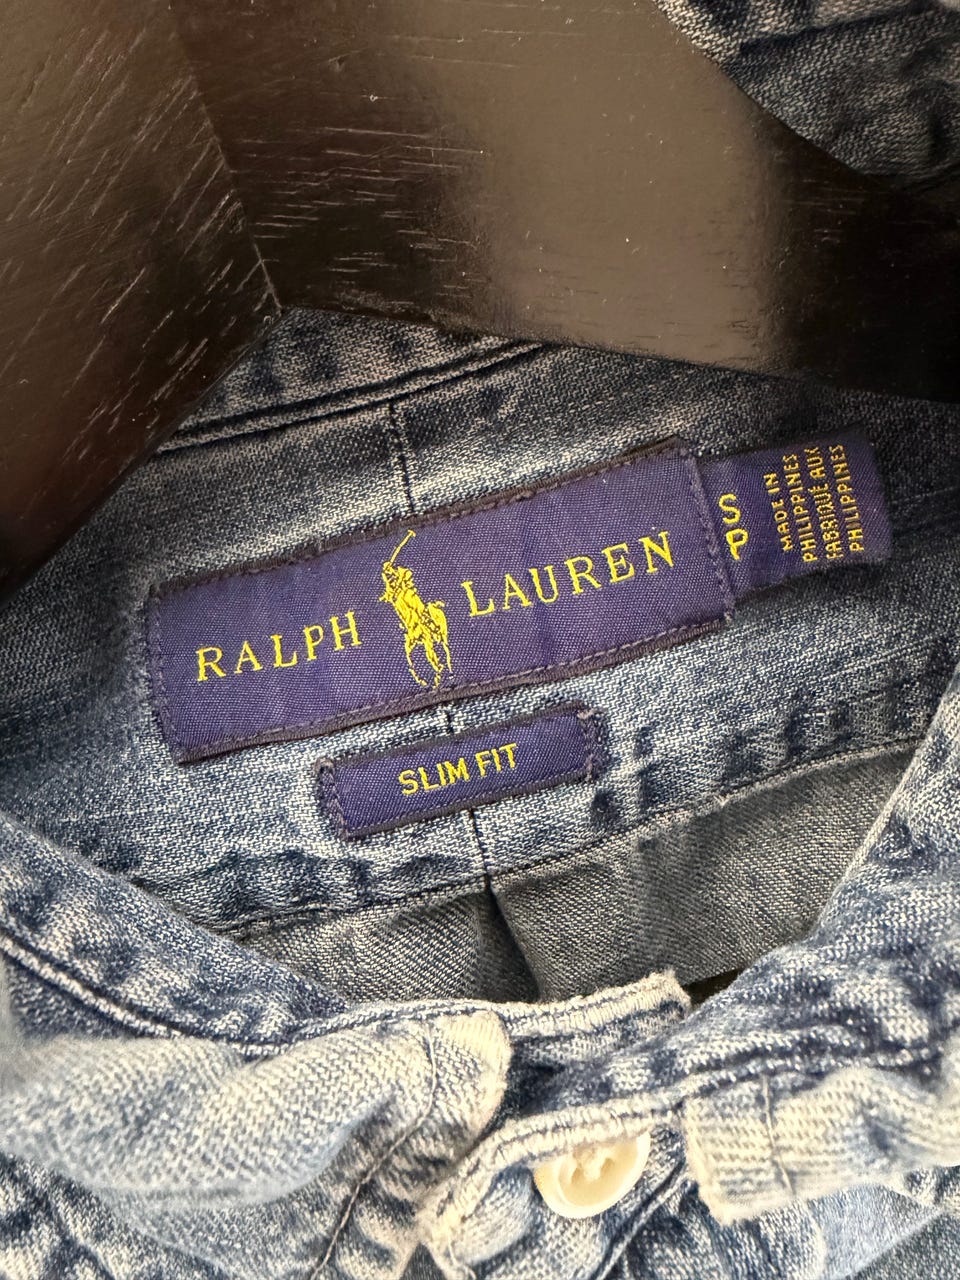 RALPH LAUREN
S
P
MADE IN
PHILIPPINES
FABRIQUÉ AUX
PHILIPPINES
SLIM FIT